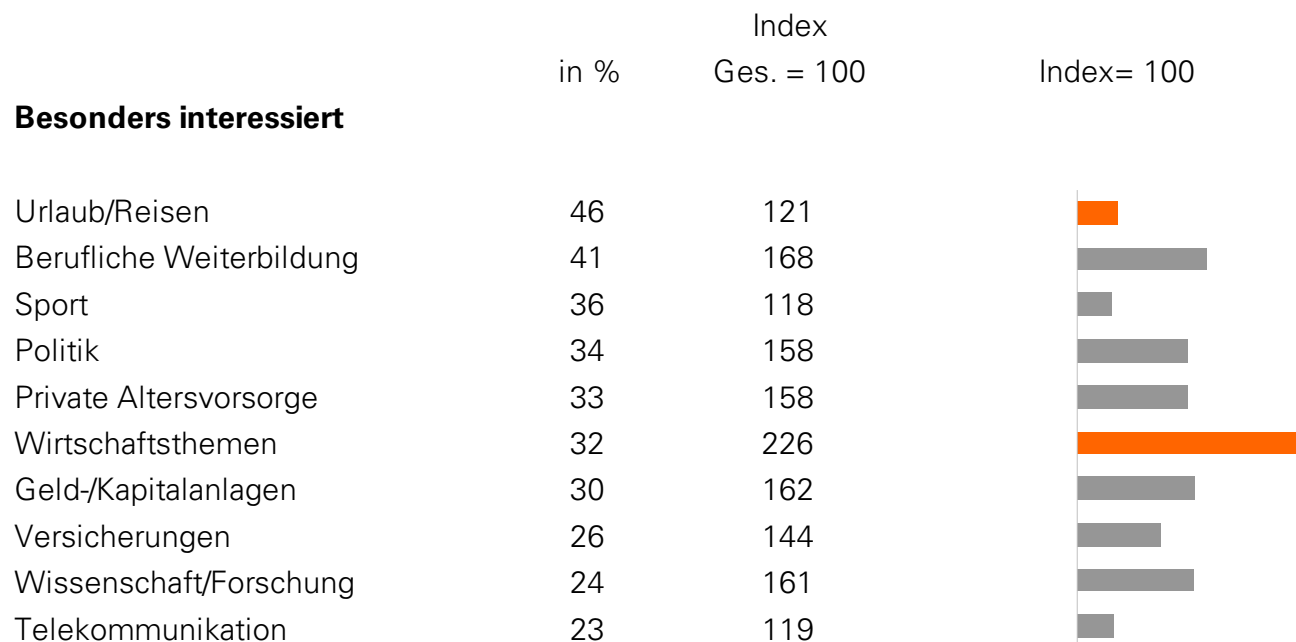 Index
in % Ges. = 100 Index= 100
Besonders interessiert
Urlaub/Reisen 46 121
Berufliche Weiterbildung 41 168
Sport 36 118
Politik 34 158
Private Altersvorsorge 33 158
Wirtschaftsthemen 32 226
Geld-/Kapitalanlagen 30 162
Versicherungen 26 144
Wissenschaft/Forschung 24 161
Telekommunikation 23 119